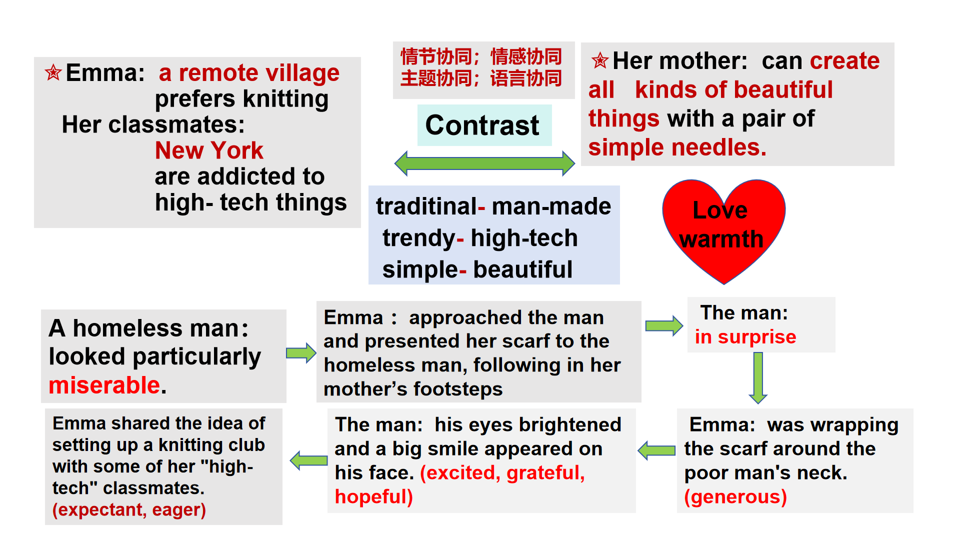 ☆Emma: a remote village
prefers knitting
Her classmates:
New York
are addicted to
high- tech things
情节协同；情感协同
主题协同；语言协同
Contrast
☆Her mother: can create
all kinds of beautiful
things with a pair of
simple needles.
traditinal- man-made
trendy- high-tech
simple- beautiful
Love
warmth
A homeless man:
looked particularly
miserable.
Emma： approached the man
and presented her scarf to the
homeless man, following in her
mother's footsteps
The man:
in surprise
Emma: was wrapping
the scarf around the
poor man's neck.
(generous)
The man: his eyes brightened
and a big smile appeared on
his face. (excited, grateful,
hopeful)
Emma shared the idea of
setting up a knitting club
with some of her "high-
tech" classmates.
(expectant, eager)